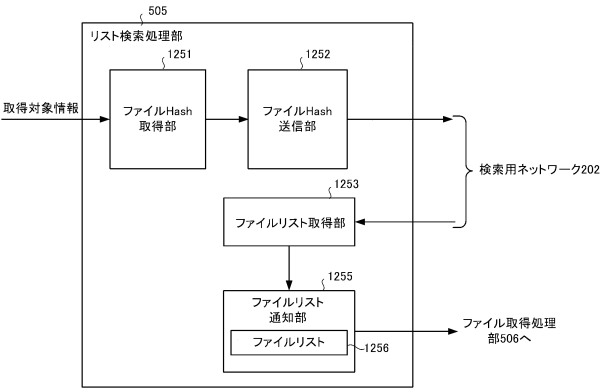 505
リスト検索処理部
1251
1252
取得対象情報
ファイルHash
取得部
ファイルHash
送信部
検索用ネットワーク202
1253
ファイルリスト取得部
1255
ファイルリスト
通知部
ファイルリスト
1256
ファイル取得処理
部506へ